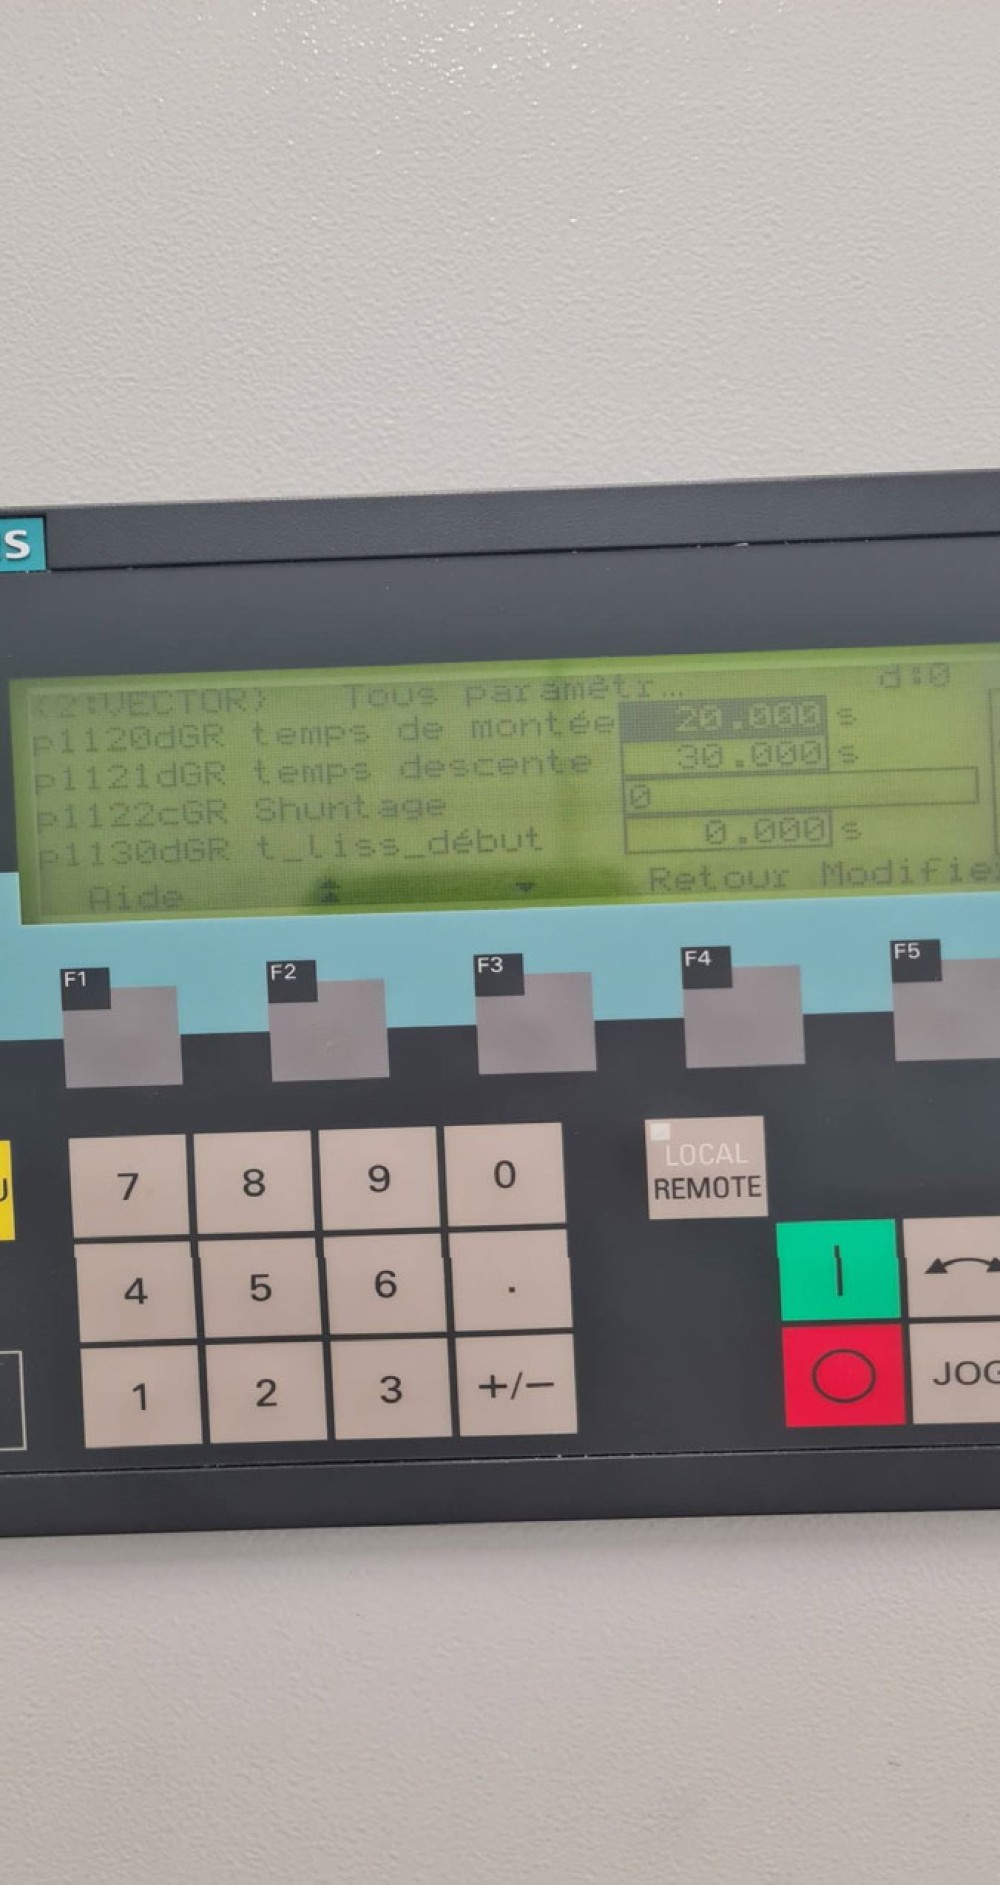 S
{2:VECTOR} Tous paramétr... d:0
p1120dGR temps de montée 20.000 s
p1121dGR temps descente 30.000 s
p1122cGR Shuntage 0
p1130dGR t_liss_début 0.000 s
Aide Retour Modifie
F1 F2 F3 F4 F5
7 8 9 0
LOCAL
REMOTE
4 5 6 .
1 2 3 +/−
JOG